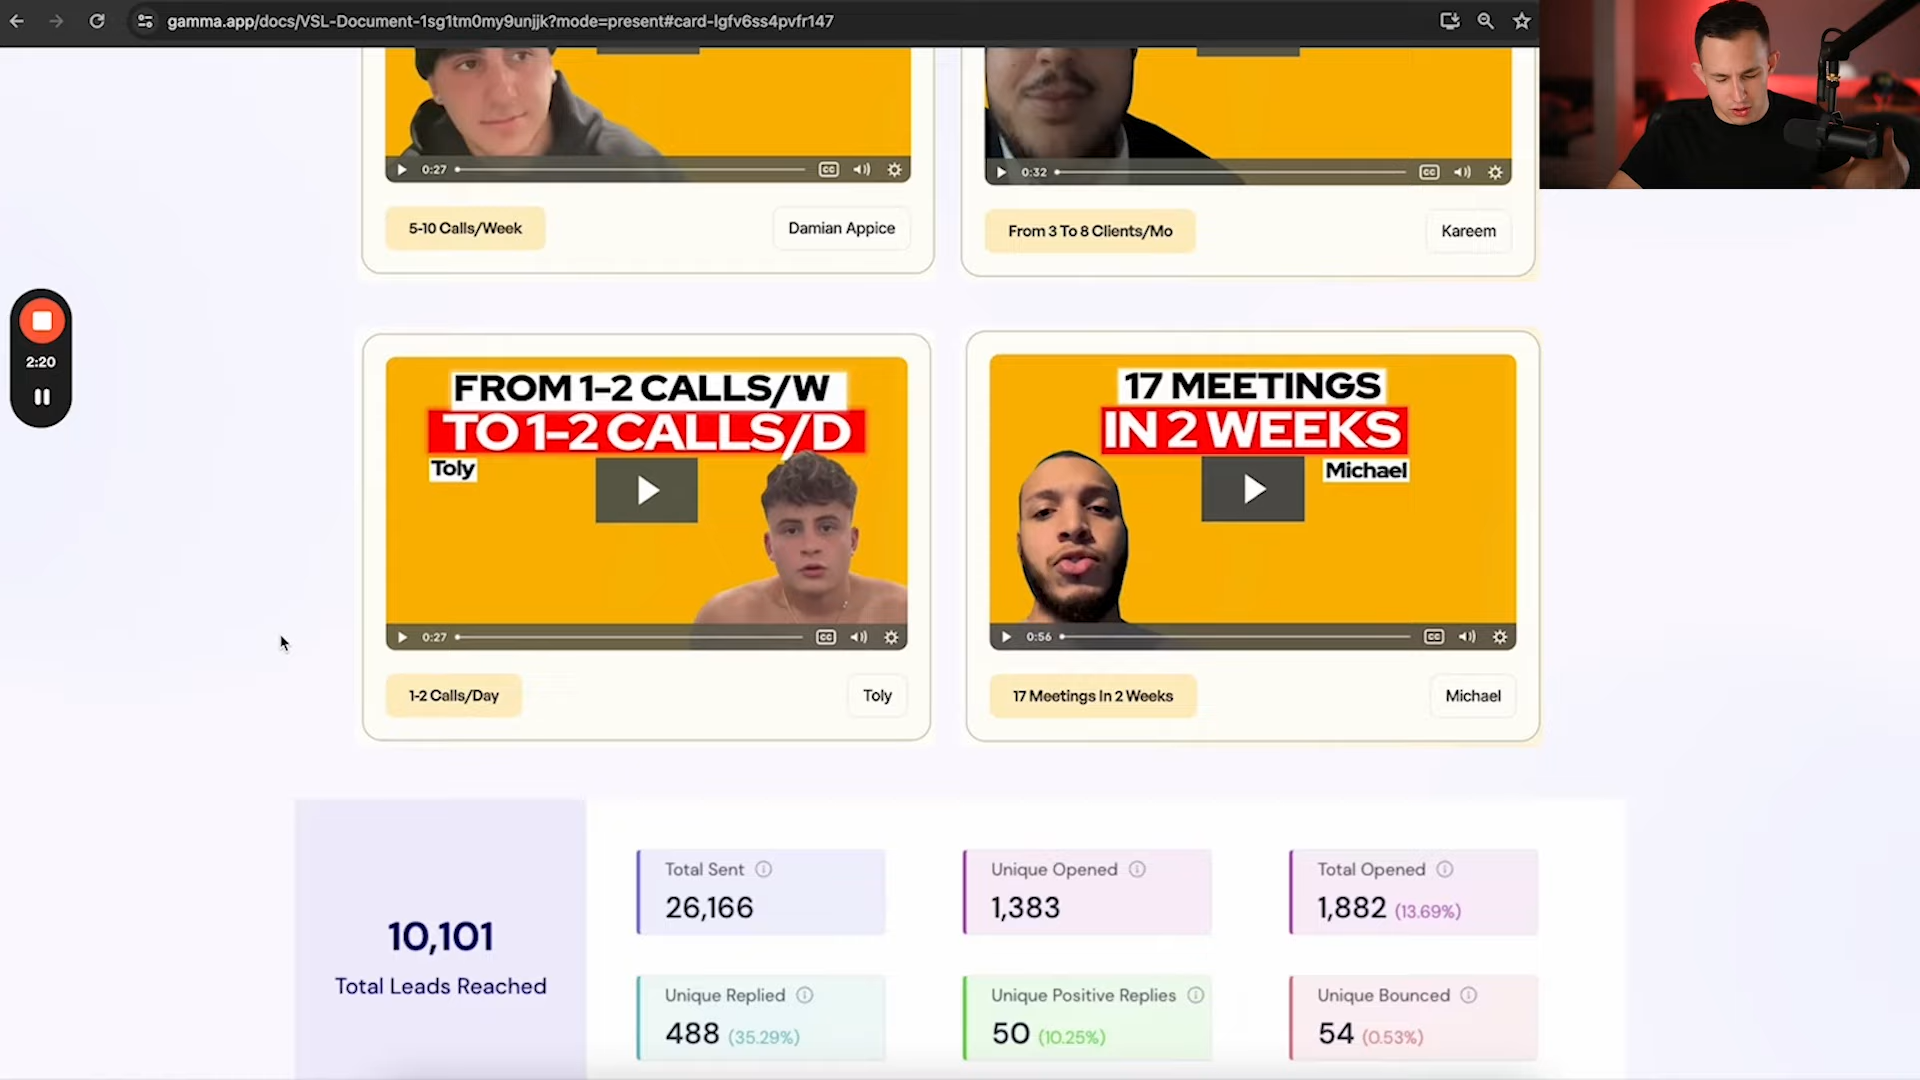 gamma.app/docs/VSL-Document-1sg1tm0my9unjjk?mode=present#card-lgfv6ss4pvfr147
0:27
CC
0:32
CC
5-10 Calls/Week
Damian Appice
From 3 To 8 Clients/Mo
Kareem
2:20
FROM 1-2 CALLS/W
TO 1-2 CALLS/D
Toly
0:27
CC
1-2 Calls/Day
Toly
17 MEETINGS
IN 2 WEEKS
Michael
0:56
CC
17 Meetings In 2 Weeks
Michael
10,101
Total Leads Reached
Total Sent
26,166
Unique Opened
1,383
Total Opened
1,882 (13.69%)
Unique Replied
488 (35.29%)
Unique Positive Replies
50 (10.25%)
Unique Bounced
54 (0.53%)